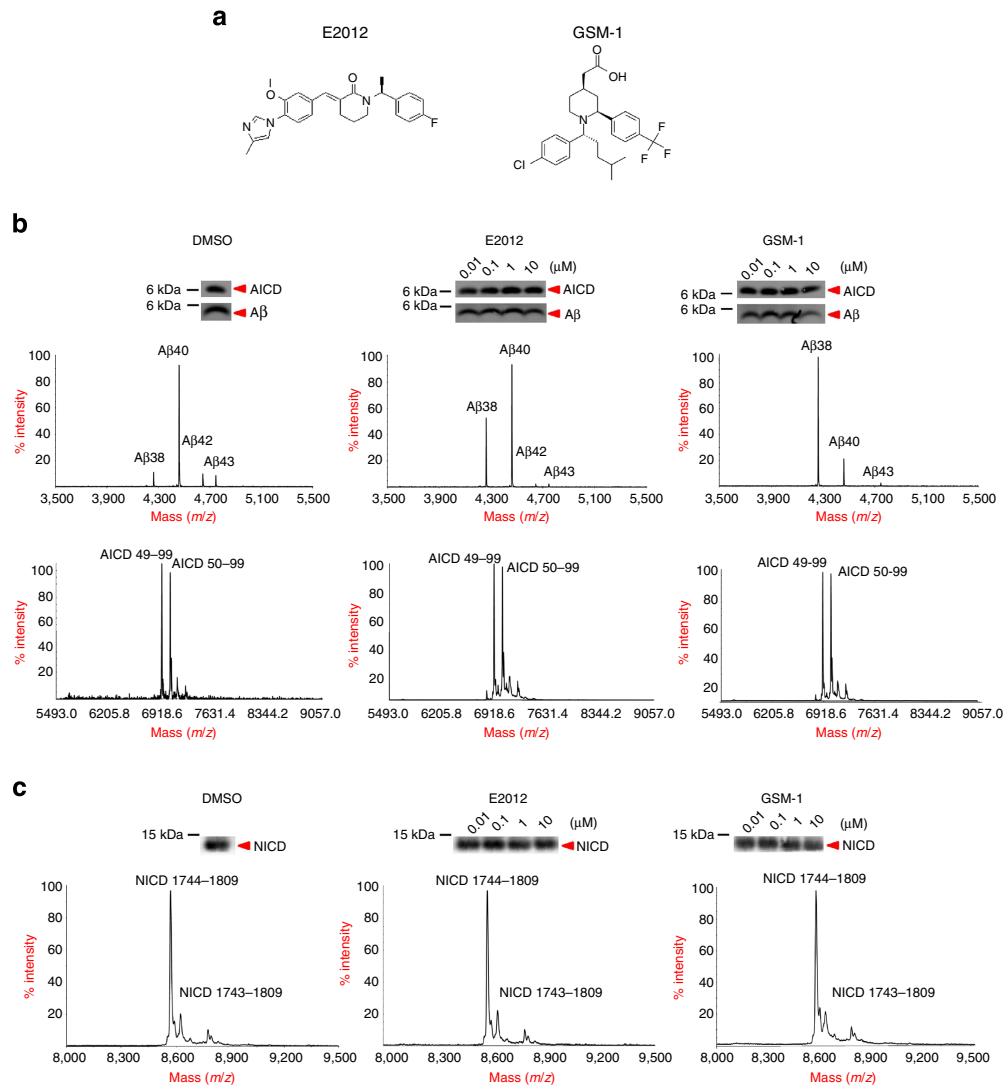 a
E2012
GSM-1
O
O
N
N
N
F
O
OH
N
Cl
F
F
F
b
DMSO
E2012
GSM-1
0.01 0.1 1 10 (μM)
0.01 0.1 1 10 (μM)
6 kDa AICD
6 kDa Aβ
6 kDa AICD
6 kDa Aβ
6 kDa AICD
6 kDa Aβ
% intensity
100
80
60
40
20
Aβ38
Aβ40
Aβ42
Aβ43
3,500 3,900 4,300 4,700 5,100 5,500
Mass (m/z)
% intensity
100
80
60
40
20
Aβ38
Aβ40
Aβ42
Aβ43
3,500 3,900 4,300 4,700 5,100 5,500
Mass (m/z)
% intensity
100
80
60
40
20
Aβ38
Aβ40
Aβ43
3,500 3,900 4,300 4,700 5,100 5,500
Mass (m/z)
% intensity
100
80
60
40
20
AICD 49–99
AICD 50–99
5493.0 6205.8 6918.6 7631.4 8344.2 9057.0
Mass (m/z)
% intensity
100
80
60
40
20
AICD 49–99
AICD 50–99
5493.0 6205.8 6918.6 7631.4 8344.2 9057.0
Mass (m/z)
% intensity
100
80
60
40
20
AICD 49-99
AICD 50-99
5493.0 6205.8 6918.6 7631.4 8344.2 9057.0
Mass (m/z)
c
DMSO
E2012
GSM-1
0.01 0.1 1 10 (μM)
0.01 0.1 1 10 (μM)
15 kDa NICD
15 kDa NICD
15 kDa NICD
% intensity
100
80
60
40
20
NICD 1744–1809
NICD 1743–1809
8,000 8,300 8,600 8,900 9,200 9,500
Mass (m/z)
% intensity
100
80
60
40
20
NICD 1744–1809
NICD 1743–1809
8,000 8,300 8,600 8,900 9,200 9,500
Mass (m/z)
% intensity
100
80
60
40
20
NICD 1744–1809
NICD 1743–1809
8,000 8,300 8,600 8,900 9,200 9,500
Mass (m/z)